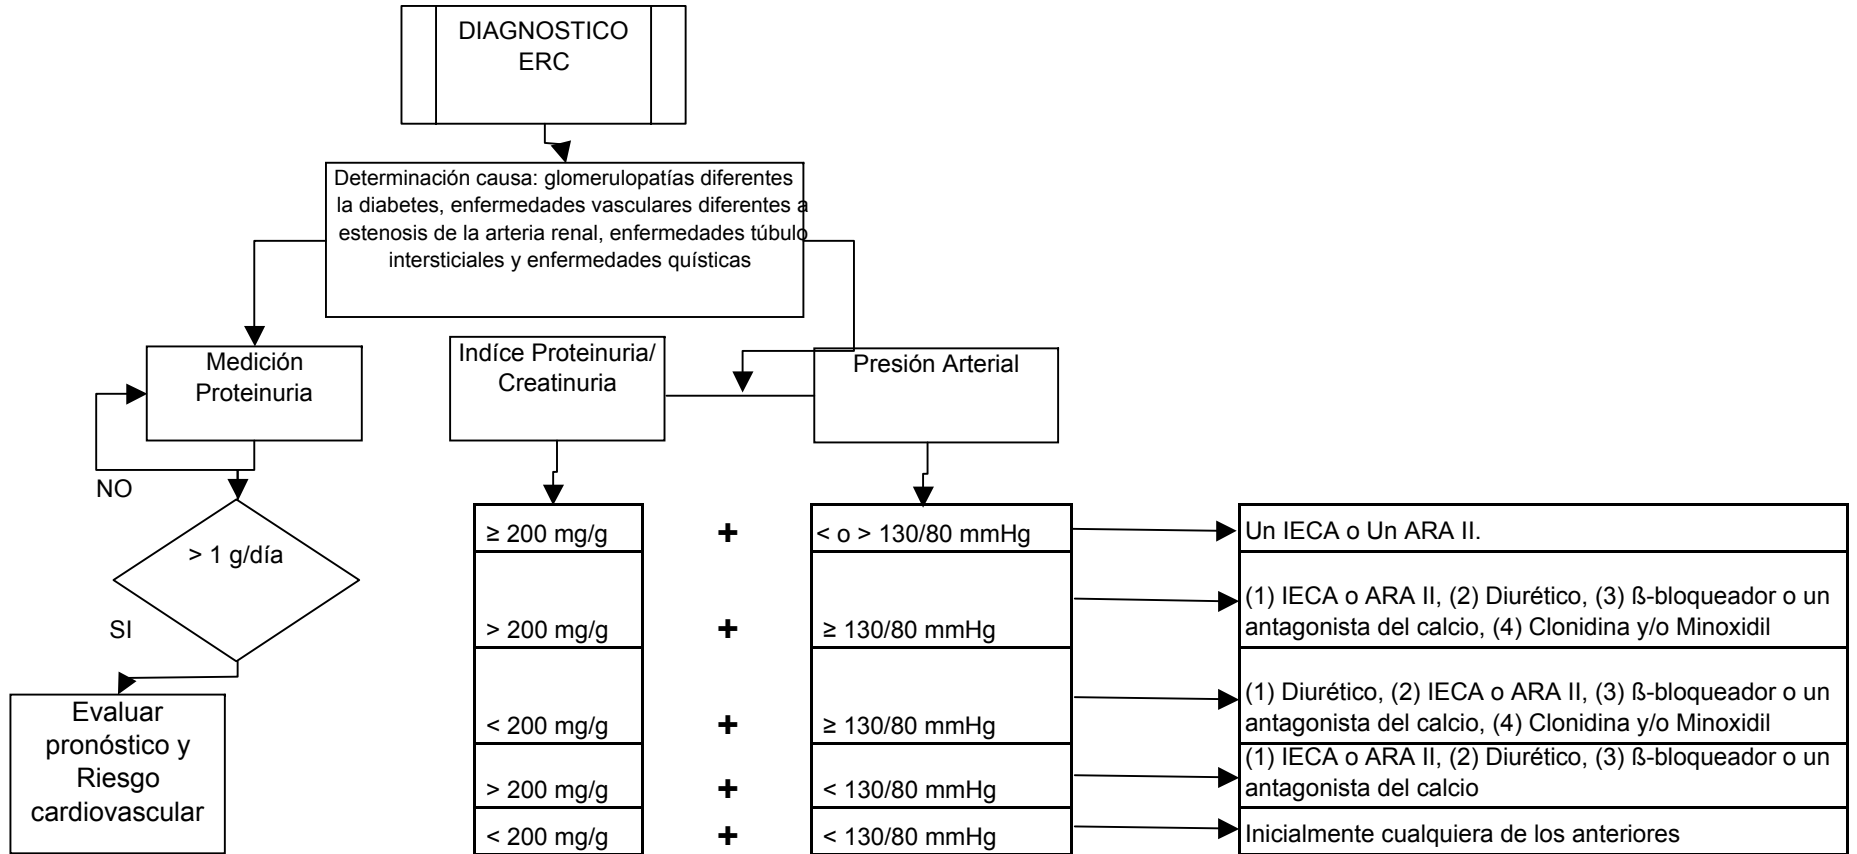 DIAGNOSTICO
ERC
Determinación causa: glomerulopatías diferentes
la diabetes, enfermedades vasculares diferentes a
estenosis de la arteria renal, enfermedades túbulo
intersticiales y enfermedades quísticas
Medición
Proteinuria
Indíce Proteinuria/
Creatinuria
Presión Arterial
NO
> 1 g/día
SI
Evaluar
pronóstico y
Riesgo
cardiovascular
≥ 200 mg/g + < o > 130/80 mmHg Un IECA o Un ARA II.
> 200 mg/g + ≥ 130/80 mmHg (1) IECA o ARA II, (2) Diurético, (3) ß-bloqueador o un
antagonista del calcio, (4) Clonidina y/o Minoxidil
< 200 mg/g + ≥ 130/80 mmHg (1) Diurético, (2) IECA o ARA II, (3) ß-bloqueador o un
antagonista del calcio, (4) Clonidina y/o Minoxidil
> 200 mg/g + < 130/80 mmHg (1) IECA o ARA II, (2) Diurético, (3) ß-bloqueador o un
antagonista del calcio
< 200 mg/g + < 130/80 mmHg Inicialmente cualquiera de los anteriores